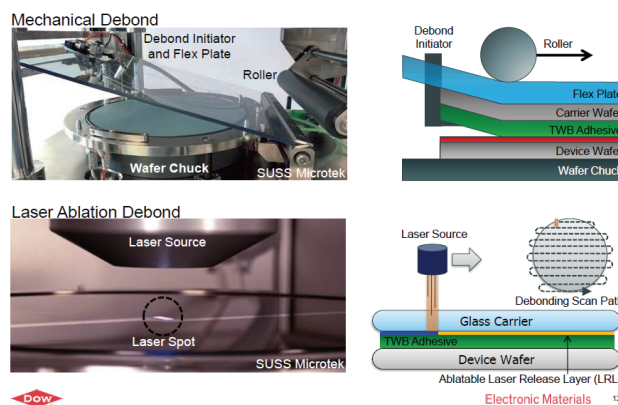 Mechanical Debond
Debond Initiator
and Flex Plate
Roller
Wafer Chuck
SUSS Microtek
Debond
Initiator
Roller
Flex Plate
Carrier Wafe
TWB Adhesive
Device Wafe
Wafer Chuc
Laser Ablation Debond
Laser Source
Laser Spot
SUSS Microtek
Laser Source
Debonding Scan Pat
Glass Carrier
TWB Adhesive
Device Wafer
Ablatable Laser Release Layer (LRL
Dow
Electronic Materials